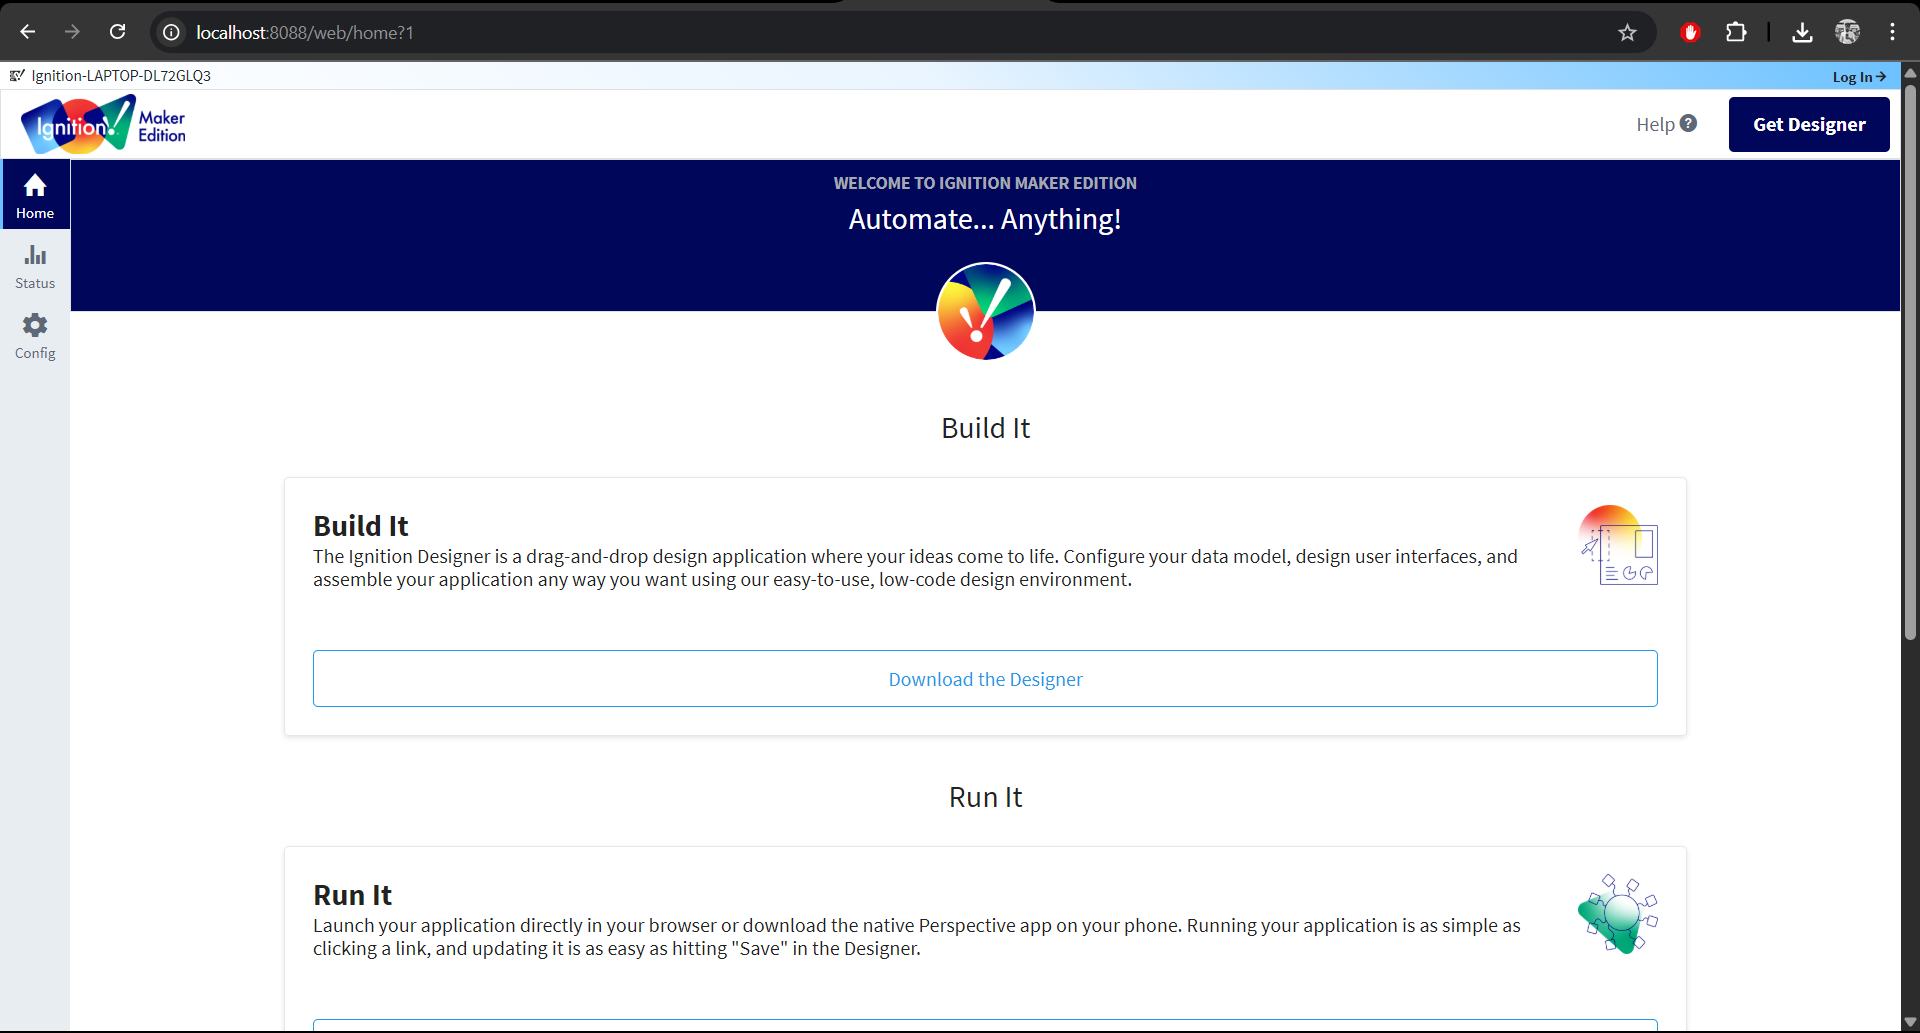 localhost:8088/web/home?1
Ignition-LAPTOP-DL72GLQ3
Log In
Ignition!
Maker
Edition
Help
Get Designer
Home
Status
Config
WELCOME TO IGNITION MAKER EDITION
Automate... Anything!
Build It
Build It
The Ignition Designer is a drag-and-drop design application where your ideas come to life. Configure your data model, design user interfaces, and
assemble your application any way you want using our easy-to-use, low-code design environment.
Download the Designer
Run It
Run It
Launch your application directly in your browser or download the native Perspective app on your phone. Running your application is as simple as
clicking a link, and updating it is as easy as hitting "Save" in the Designer.